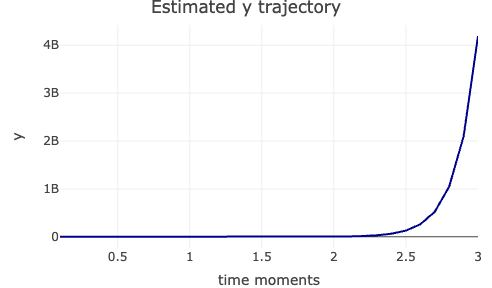 Estimated y trajectory
4B
3B
y
2B
1B
0
0.5 1 1.5 2 2.5 3
time moments